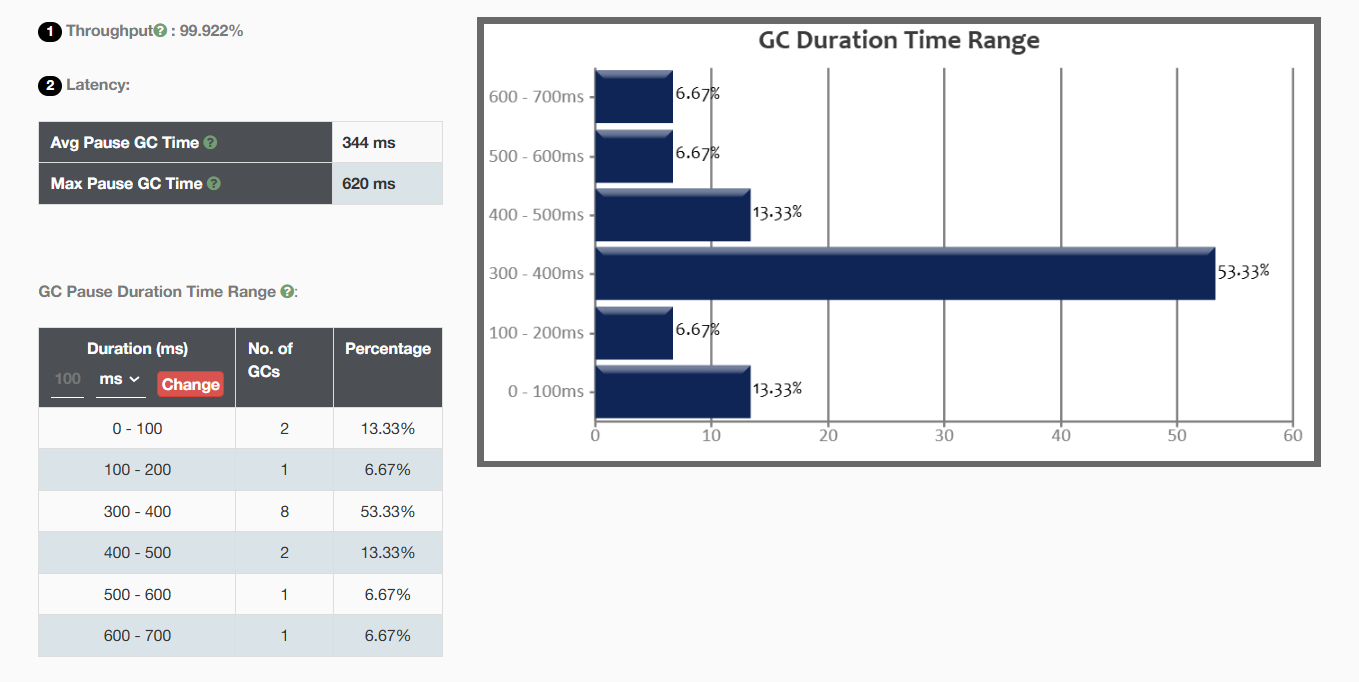 1 Throughput? : 99.922%
2 Latency:
Avg Pause GC Time ? 344 ms
Max Pause GC Time ? 620 ms
GC Pause Duration Time Range ?:
Duration (ms) No. of GCs Percentage
100 ms Change
0 - 100 2 13.33%
100 - 200 1 6.67%
300 - 400 8 53.33%
400 - 500 2 13.33%
500 - 600 1 6.67%
600 - 700 1 6.67%
GC Duration Time Range
600 - 700ms 6.67%
500 - 600ms 6.67%
400 - 500ms 13.33%
300 - 400ms 53.33%
100 - 200ms 6.67%
0 - 100ms 13.33%
0 10 20 30 40 50 60